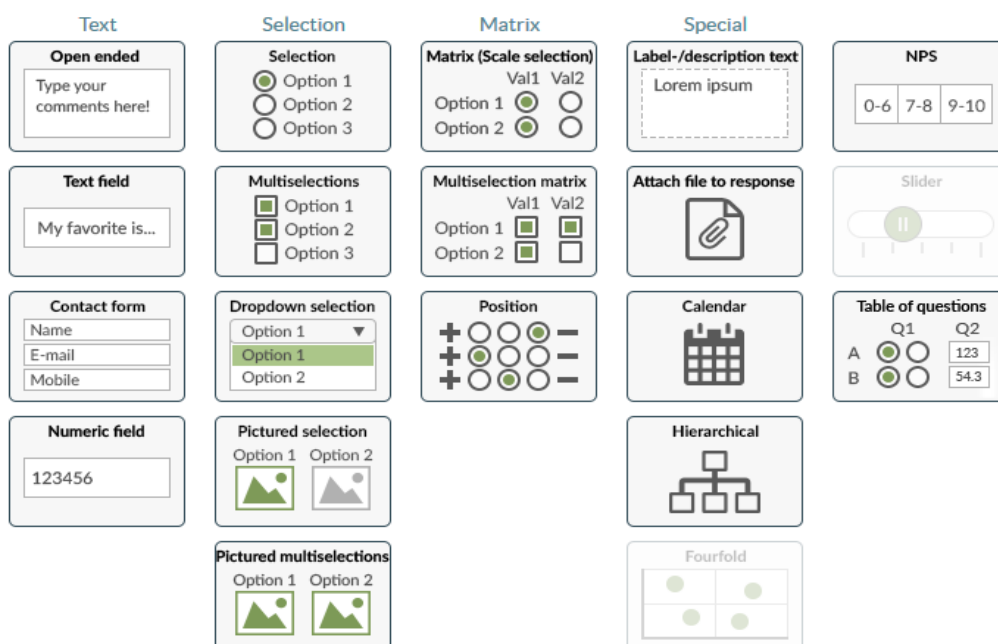 Text
Open ended
Type your
comments here!
Text field
My favorite is...
Contact form
Name
E-mail
Mobile
Numeric field
123456
Selection
Selection
Option 1
Option 2
Option 3
Multiselections
Option 1
Option 2
Option 3
Dropdown selection
Option 1
Option 1
Option 2
Pictured selection
Option 1 Option 2
Pictured multiselections
Option 1 Option 2
Matrix
Matrix (Scale selection)
Val1 Val2
Option 1
Option 2
Multiselection matrix
Val1 Val2
Option 1
Option 2
Position
Special
Label-/description text
Lorem ipsum
Attach file to response
Calendar
Hierarchical
Fourfold
NPS
0-6 7-8 9-10
Slider
Table of questions
Q1 Q2
A 123
B 54.3